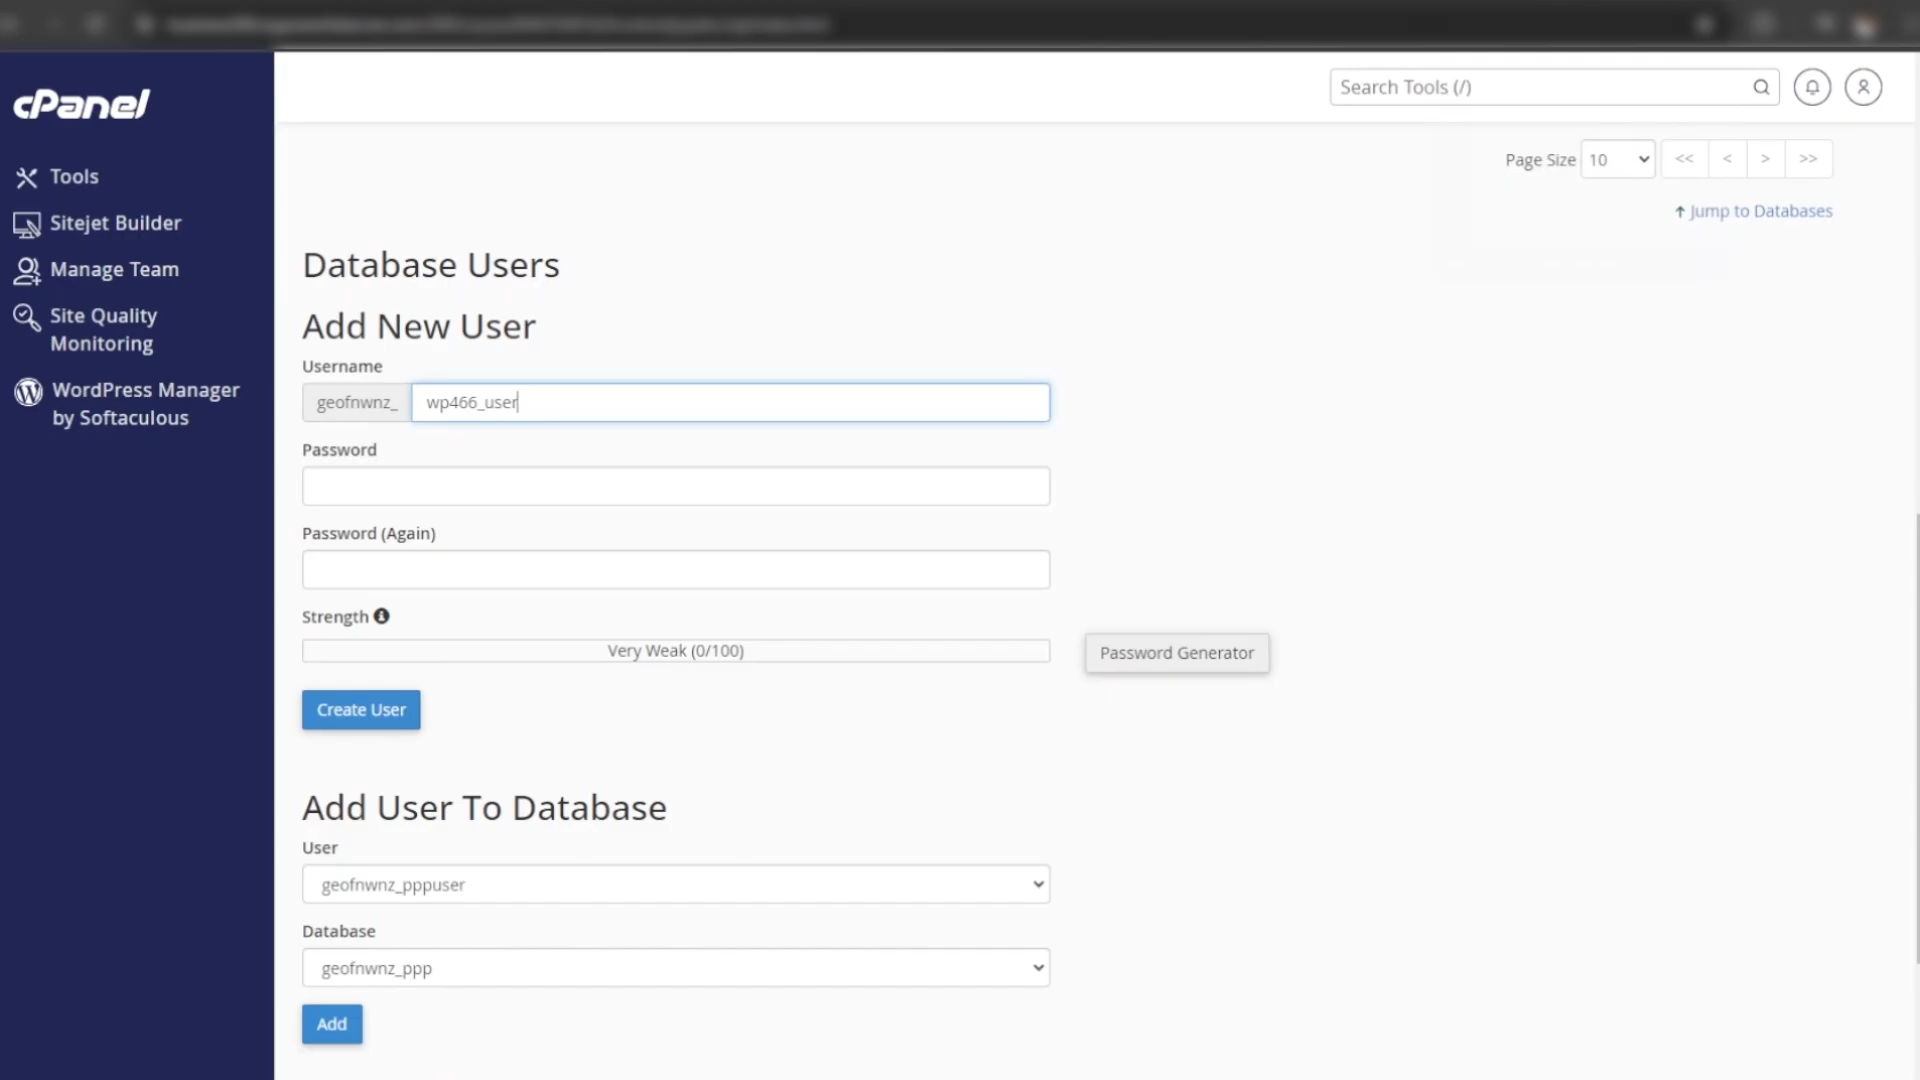 cPanel
Search Tools (/)
Tools
Sitejet Builder
Manage Team
Site Quality
Monitoring
WordPress Manager
by Softaculous
Page Size 10 << < > >>
Jump to Databases
Database Users
Add New User
Username
geofnwnz_ wp466_user
Password
Password (Again)
Strength
Very Weak (0/100)
Password Generator
Create User
Add User To Database
User
geofnwnz_pppuser
Database
geofnwnz_ppp
Add